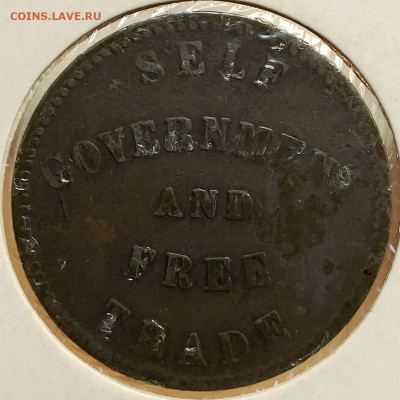 COINS.LAVE.RU
SELF
GOVERNMENT
AND
FREE
TRADE